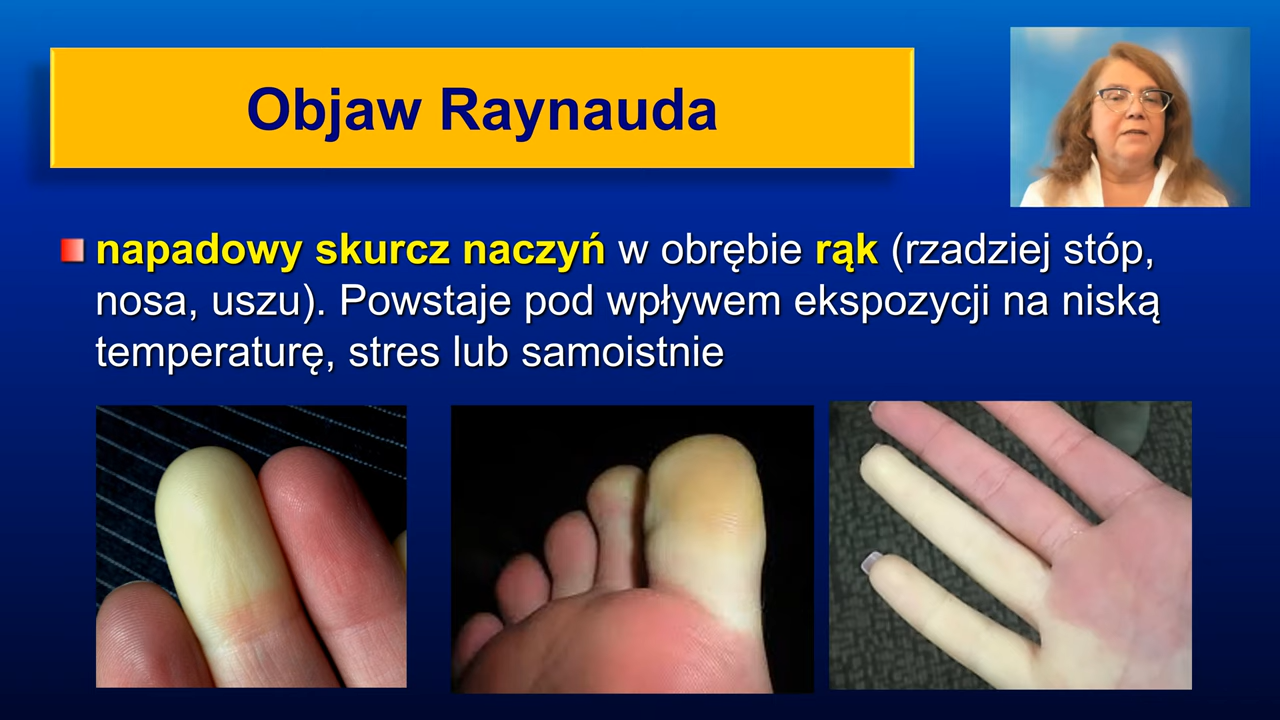 Objaw Raynauda
napadowy skurcz naczyń w obrębie rąk (rzadziej stóp,
nosa, uszu). Powstaje pod wpływem ekspozycji na niską
temperaturę, stres lub samoistnie